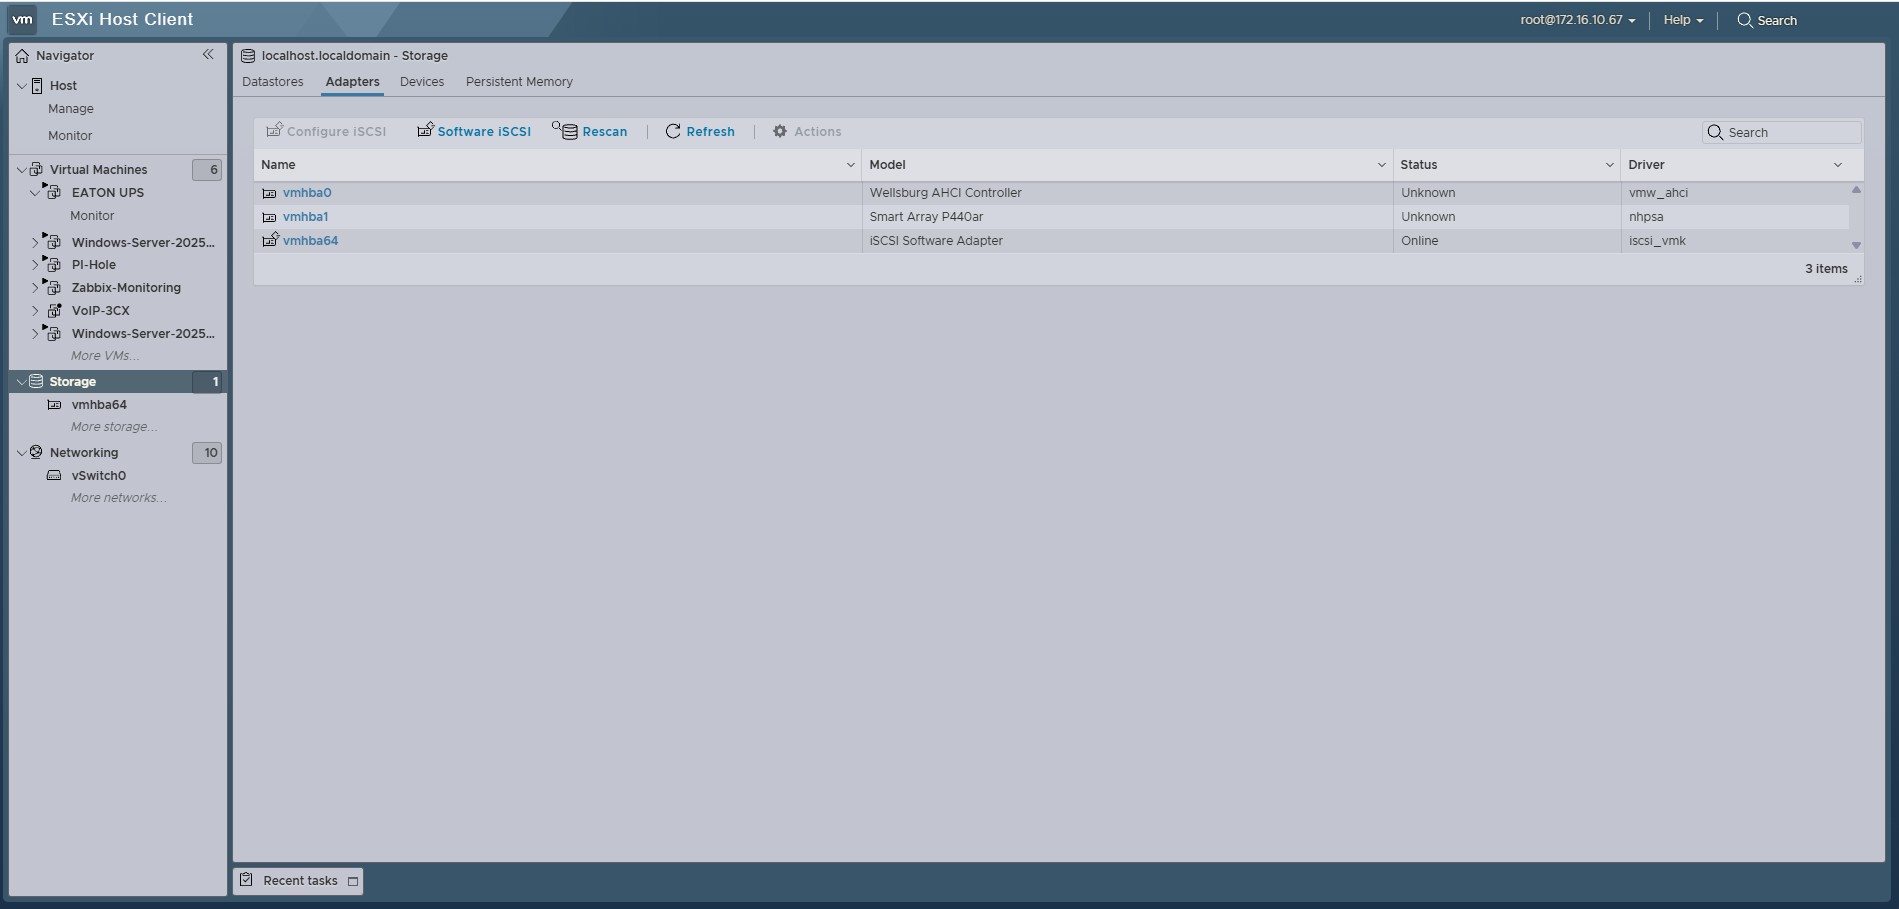 vm ESXi Host Client root@172.16.10.67 Help Search
Navigator
Host
Manage
Monitor
Virtual Machines 6
EATON UPS
Monitor
Windows-Server-2025...
PI-Hole
Zabbix-Monitoring
VoIP-3CX
Windows-Server-2025...
More VMs...
Storage 1
vmhba64
More storage...
Networking 10
vSwitch0
More networks...
localhost.localdomain - Storage
Datastores Adapters Devices Persistent Memory
Configure iSCSI Software iSCSI Rescan Refresh Actions Search
Name Model Status Driver
vmhba0 Wellsburg AHCI Controller Unknown vmw_ahci
vmhba1 Smart Array P440ar Unknown nhpsa
vmhba64 iSCSI Software Adapter Online iscsi_vmk
3 items
Recent tasks